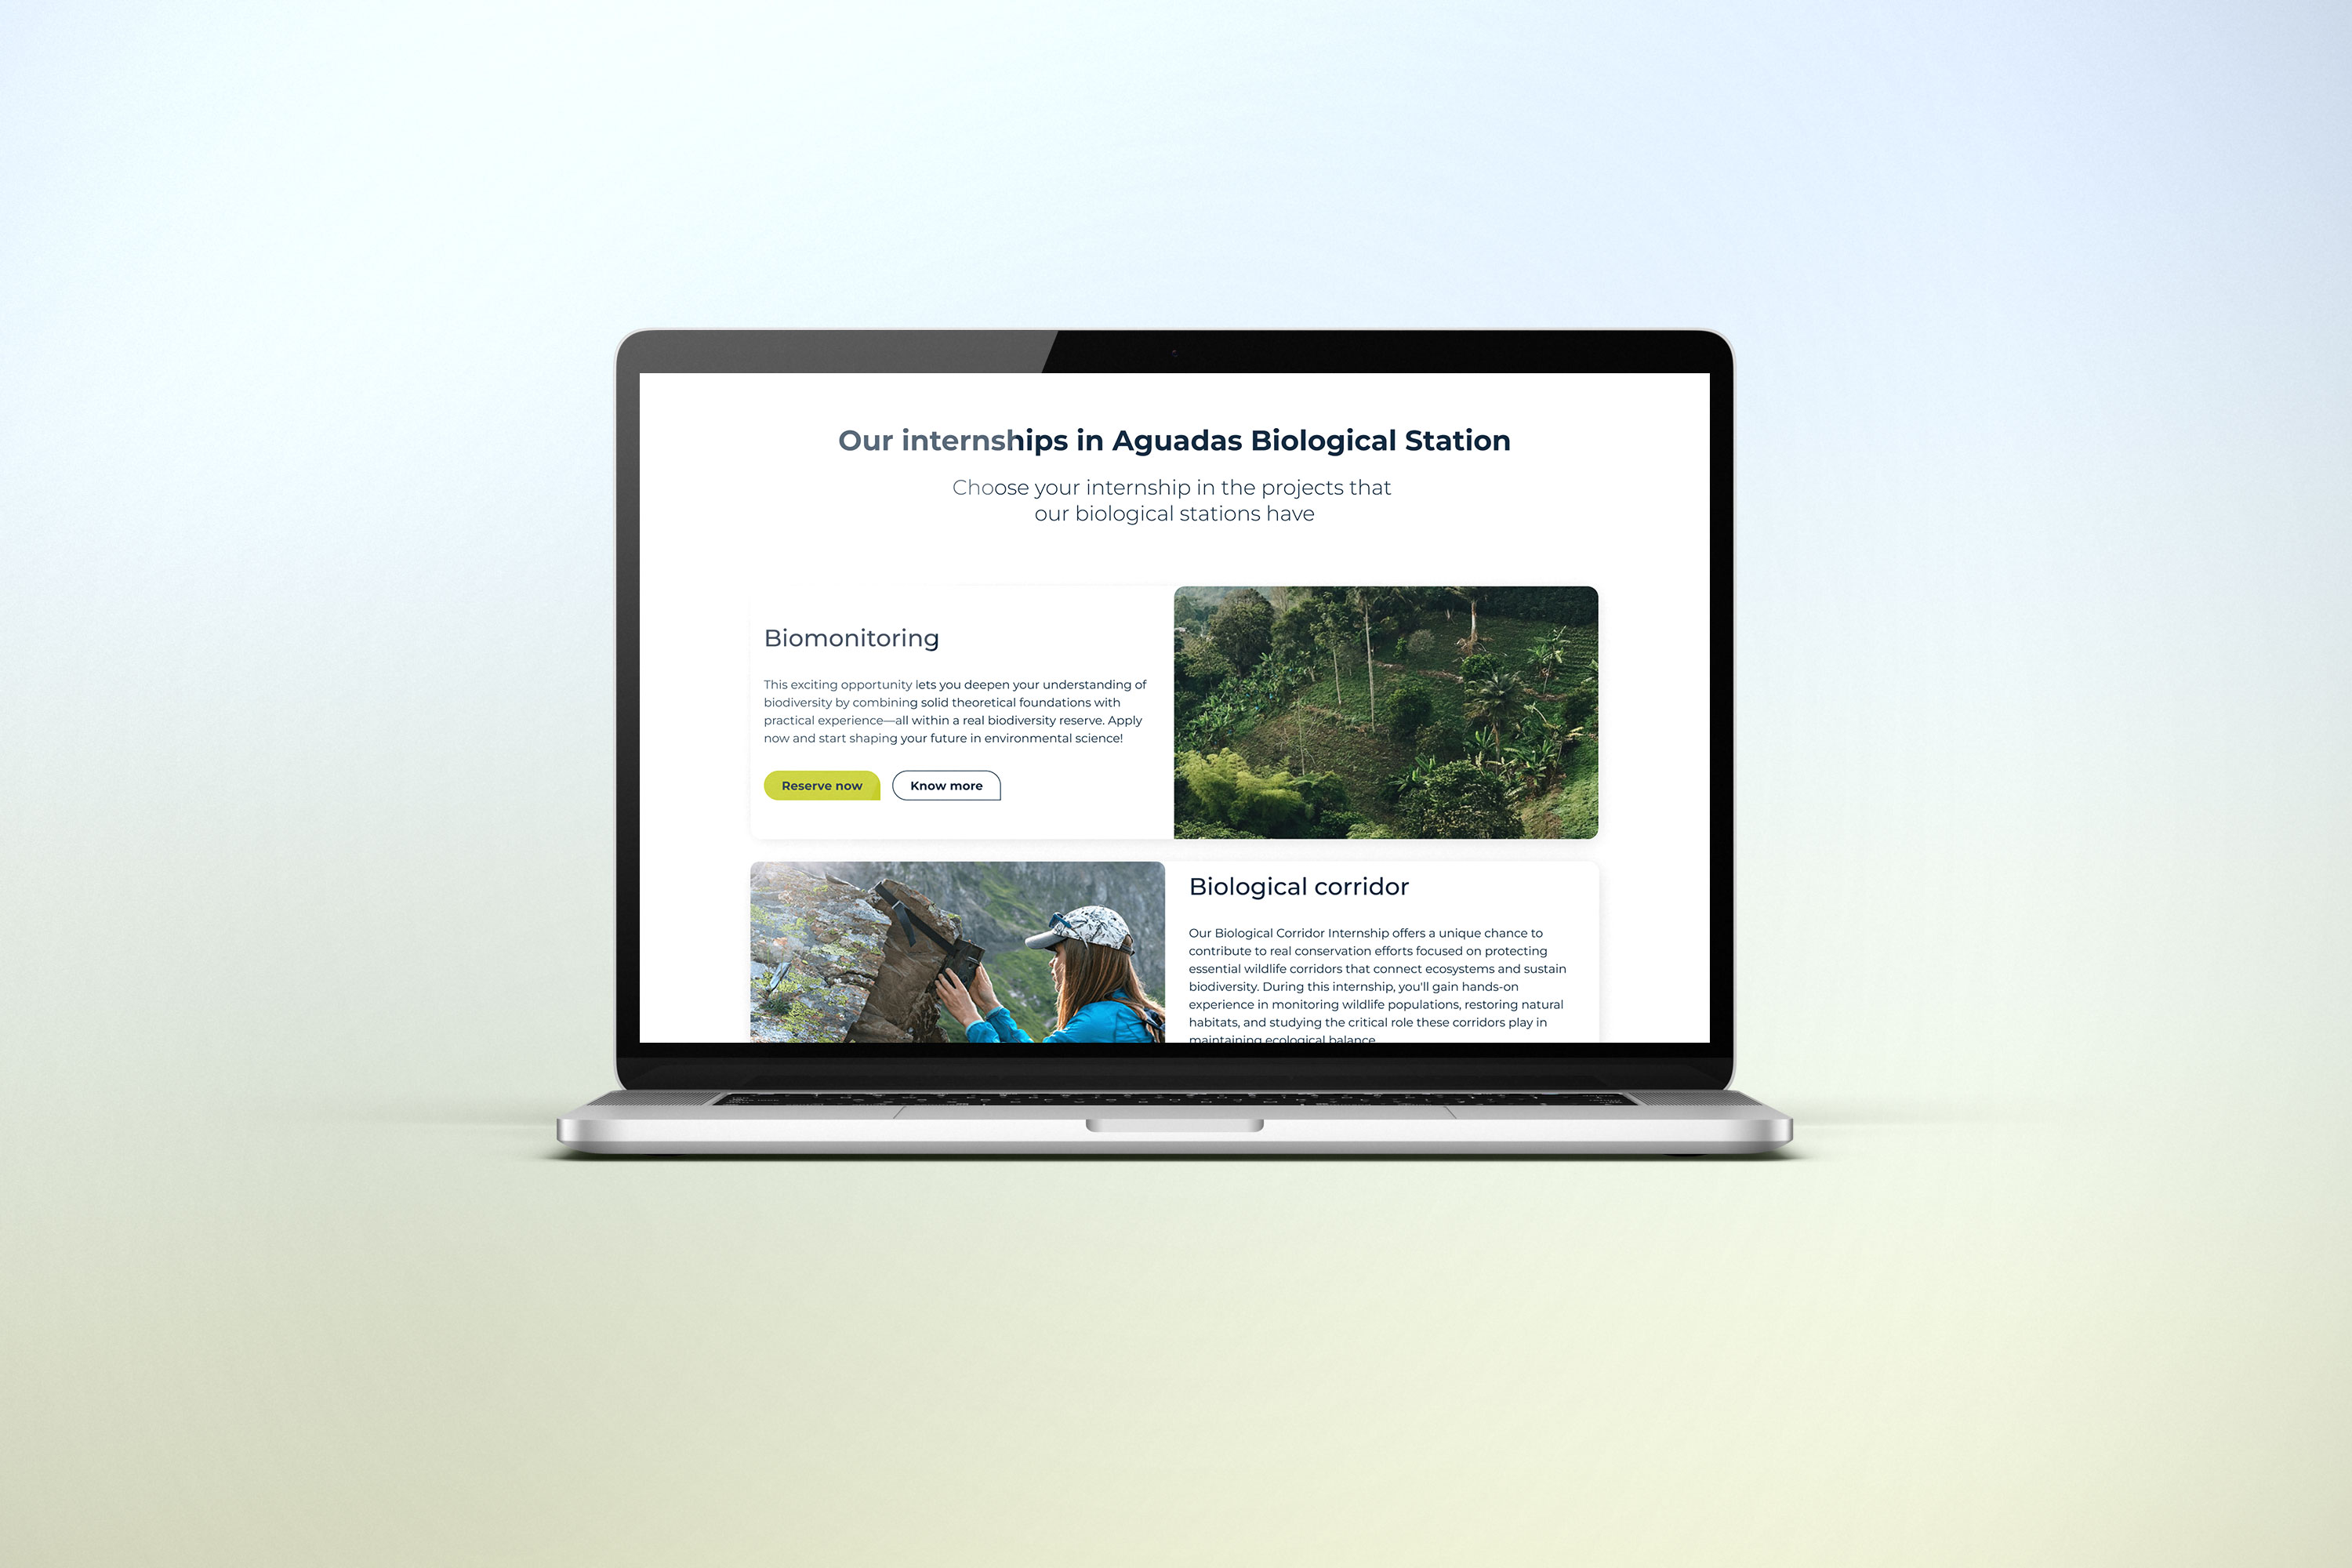 Our internships in Aguadas Biological Station
Choose your internship in the projects that
our biological stations have
Biomonitoring
This exciting opportunity lets you deepen your understanding of
biodiversity by combining solid theoretical foundations with
practical experience—all within a real biodiversity reserve. Apply
now and start shaping your future in environmental science!
Reserve now
Know more
Biological corridor
Our Biological Corridor Internship offers a unique chance to
contribute to real conservation efforts focused on protecting
essential wildlife corridors that connect ecosystems and sustain
biodiversity. During this internship, you'll gain hands-on
experience in monitoring wildlife populations, restoring natural
habitats, and studying the critical role these corridors play in
maintaining ecological balance.